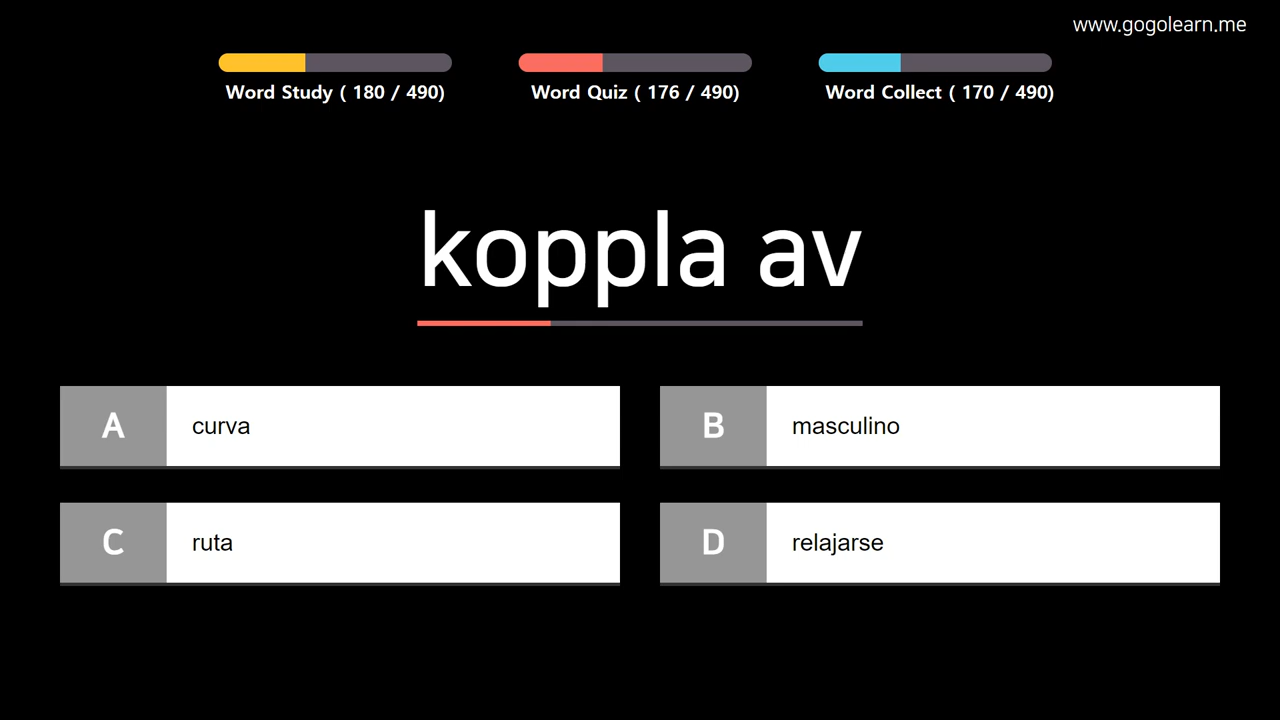 www.gogolearn.me
Word Study ( 180 / 490)
Word Quiz ( 176 / 490)
Word Collect ( 170 / 490)
koppla av
A curva
B masculino
C ruta
D relajarse